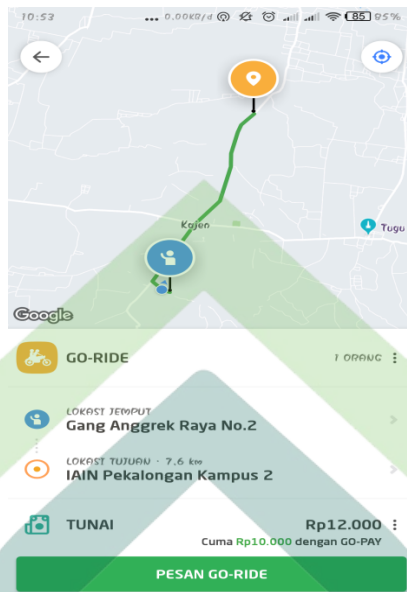 10:53 ... 0.00KB/d 85 95%
Kajen
Tugu
Google
GO-RIDE 1 ORANG
LOKASI JEMPUT
Gang Anggrek Raya No.2
LOKASI TUJUAN · 7.6 km
IAIN Pekalongan Kampus 2
TUNAI Rp12.000
Cuma Rp10.000 dengan GO-PAY
PESAN GO-RIDE